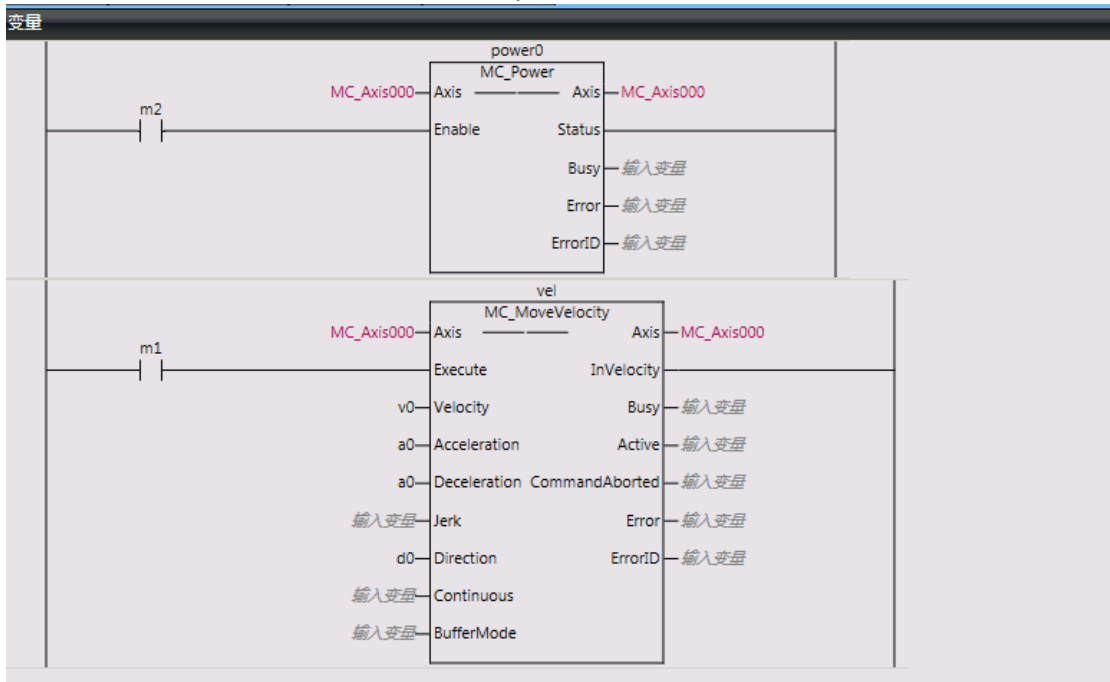 变量
power0
MC_Power
MC_Axis000 Axis Axis MC_Axis000
m2
Enable Status
Busy 输入变量
Error 输入变量
ErrorID 输入变量
vel
MC_MoveVelocity
MC_Axis000 Axis Axis MC_Axis000
m1
Execute InVelocity
v0 Velocity Busy 输入变量
a0 Acceleration Active 输入变量
a0 Deceleration CommandAborted 输入变量
输入变量 Jerk Error 输入变量
d0 Direction ErrorID 输入变量
输入变量 Continuous
输入变量 BufferMode